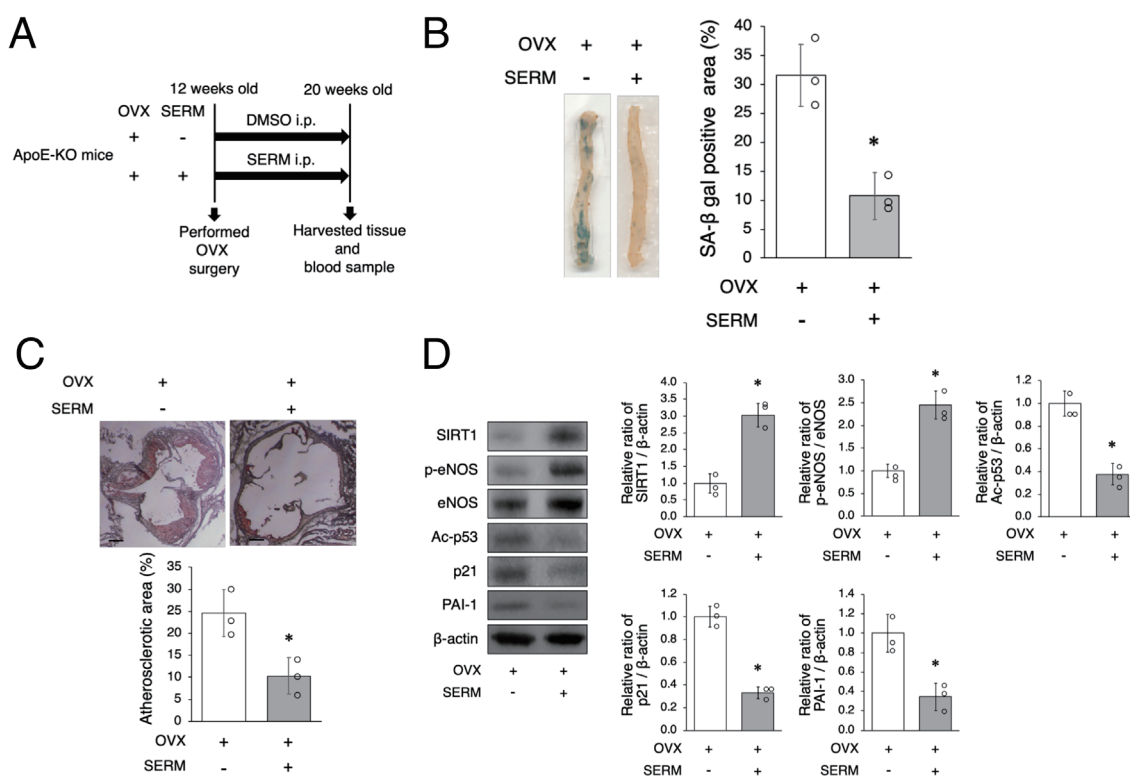 A
12 weeks old 20 weeks old
OVX SERM
DMSO i.p.
+ -
ApoE-KO mice
SERM i.p.
+ +
Performed
OVX
surgery
Harvested tissue
and
blood sample
B
OVX + +
SERM - +
SA-β gal positive area (%)
40
35
30
25
20
15
10
5
0
*
OVX + +
SERM - +
C
OVX + +
SERM - +
Atherosclerotic area (%)
35
30
25
20
15
10
5
0
*
OVX + +
SERM - +
D
SIRT1
p-eNOS
eNOS
Ac-p53
p21
PAI-1
β-actin
OVX + +
SERM - +
Relative ratio of
SIRT1 / β-actin
4.0
3.5
3.0
2.5
2.0
1.5
1.0
0.5
0.0
*
OVX + +
SERM - +
Relative ratio of
p-eNOS / eNOS
3.0
2.5
2.0
1.5
1.0
0.5
0.0
*
OVX + +
SERM - +
Relative ratio of
Ac-p53 / β-actin
1.2
1.0
0.8
0.6
0.4
0.2
0.0
*
OVX + +
SERM - +
Relative ratio of
p21 / β-actin
1.2
1.0
0.8
0.6
0.4
0.2
0.0
*
OVX + +
SERM - +
Relative ratio of
PAI-1 / β-actin
1.4
1.2
1.0
0.8
0.6
0.4
0.2
0.0
*
OVX + +
SERM - +